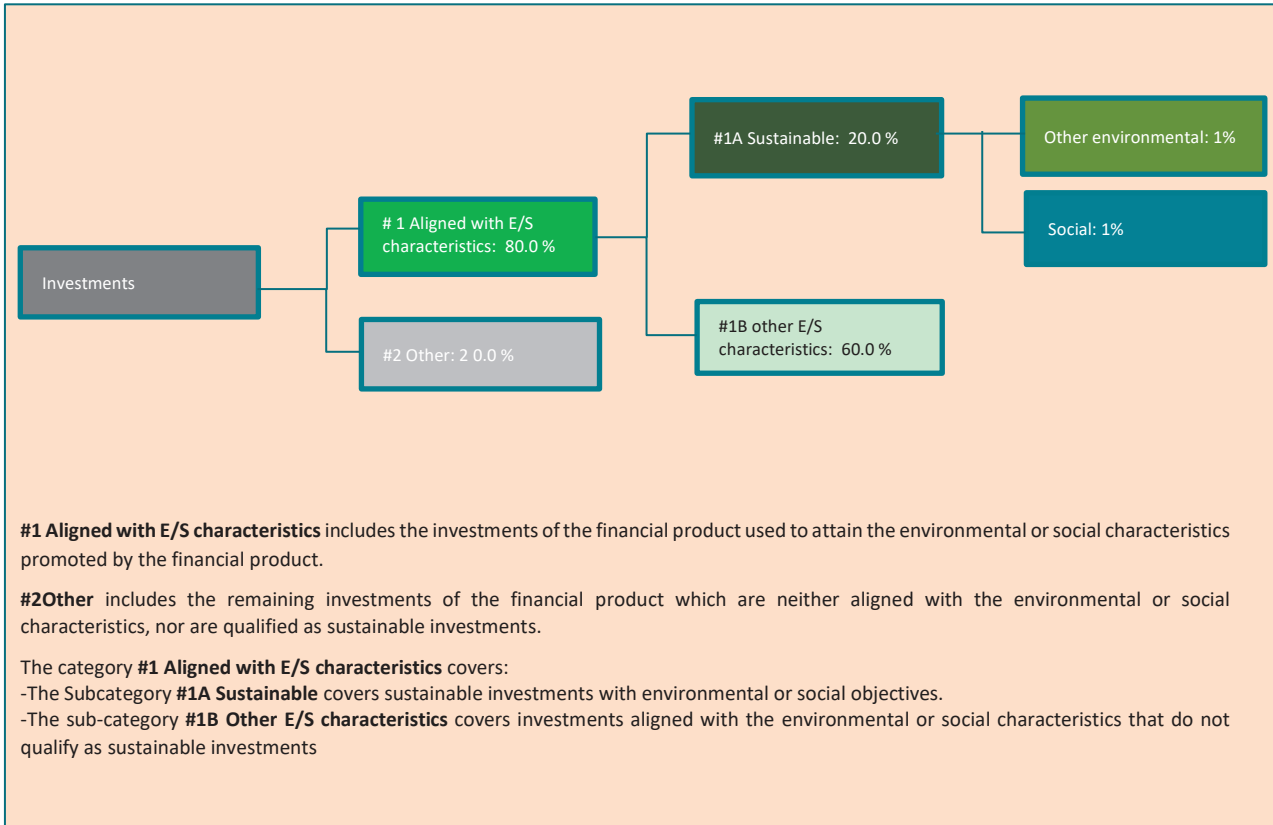 Investments
# 1 Aligned with E/S
characteristics: 80.0 %
#2 Other: 2 0.0 %
#1A Sustainable: 20.0 %
#1B other E/S
characteristics: 60.0 %
Other environmental: 1%
Social: 1%
#1 Aligned with E/S characteristics includes the investments of the financial product used to attain the environmental or social characteristics
promoted by the financial product.
#2Other includes the remaining investments of the financial product which are neither aligned with the environmental or social
characteristics, nor are qualified as sustainable investments.
The category #1 Aligned with E/S characteristics covers:
-The Subcategory #1A Sustainable covers sustainable investments with environmental or social objectives.
-The sub-category #1B Other E/S characteristics covers investments aligned with the environmental or social characteristics that do not
qualify as sustainable investments